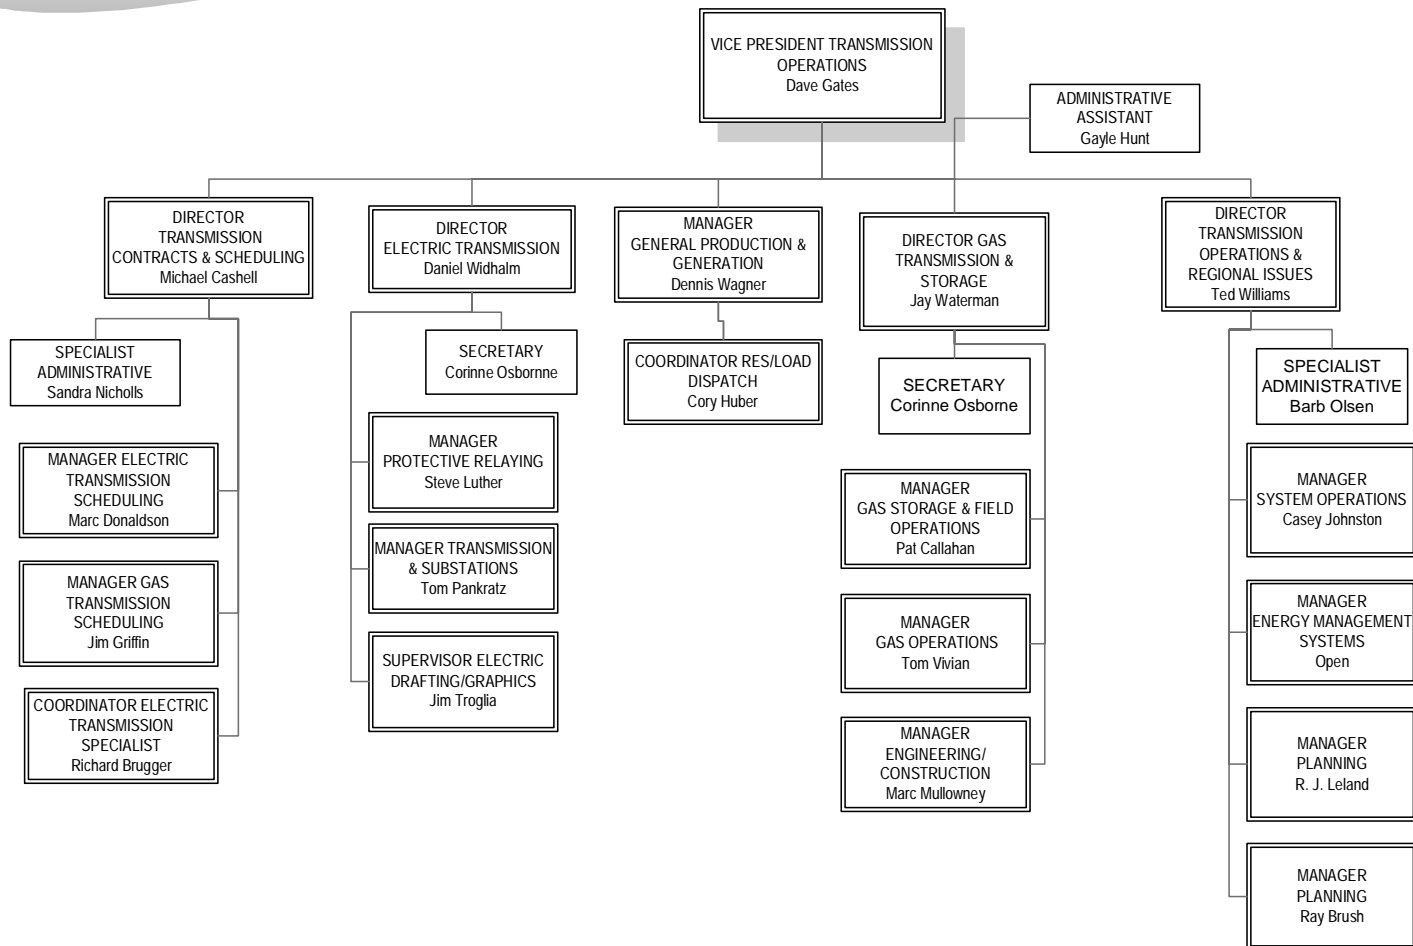 VICE PRESIDENT TRANSMISSION
OPERATIONS
Dave Gates
ADMINISTRATIVE
ASSISTANT
Gayle Hunt
DIRECTOR
TRANSMISSION
CONTRACTS & SCHEDULING
Michael Cashell
SPECIALIST
ADMINISTRATIVE
Sandra Nicholls
MANAGER ELECTRIC
TRANSMISSION
SCHEDULING
Marc Donaldson
MANAGER GAS
TRANSMISSION
SCHEDULING
Jim Griffin
COORDINATOR ELECTRIC
TRANSMISSION
SPECIALIST
Richard Brugger
DIRECTOR
ELECTRIC TRANSMISSION
Daniel Widhalm
SECRETARY
Corinne Osbornne
MANAGER
PROTECTIVE RELAYING
Steve Luther
MANAGER TRANSMISSION
& SUBSTATIONS
Tom Pankratz
SUPERVISOR ELECTRIC
DRAFTING/GRAPHICS
Jim Troglia
MANAGER
GENERAL PRODUCTION &
GENERATION
Dennis Wagner
COORDINATOR RES/LOAD
DISPATCH
Cory Huber
DIRECTOR GAS
TRANSMISSION &
STORAGE
Jay Waterman
SECRETARY
Corinne Osborne
MANAGER
GAS STORAGE & FIELD
OPERATIONS
Pat Callahan
MANAGER
GAS OPERATIONS
Tom Vivian
MANAGER
ENGINEERING/
CONSTRUCTION
Marc Mullowney
DIRECTOR
TRANSMISSION
OPERATIONS &
REGIONAL ISSUES
Ted Williams
SPECIALIST
ADMINISTRATIVE
Barb Olsen
MANAGER
SYSTEM OPERATIONS
Casey Johnston
MANAGER
ENERGY MANAGEMENT
SYSTEMS
Open
MANAGER
PLANNING
R. J. Leland
MANAGER
PLANNING
Ray Brush